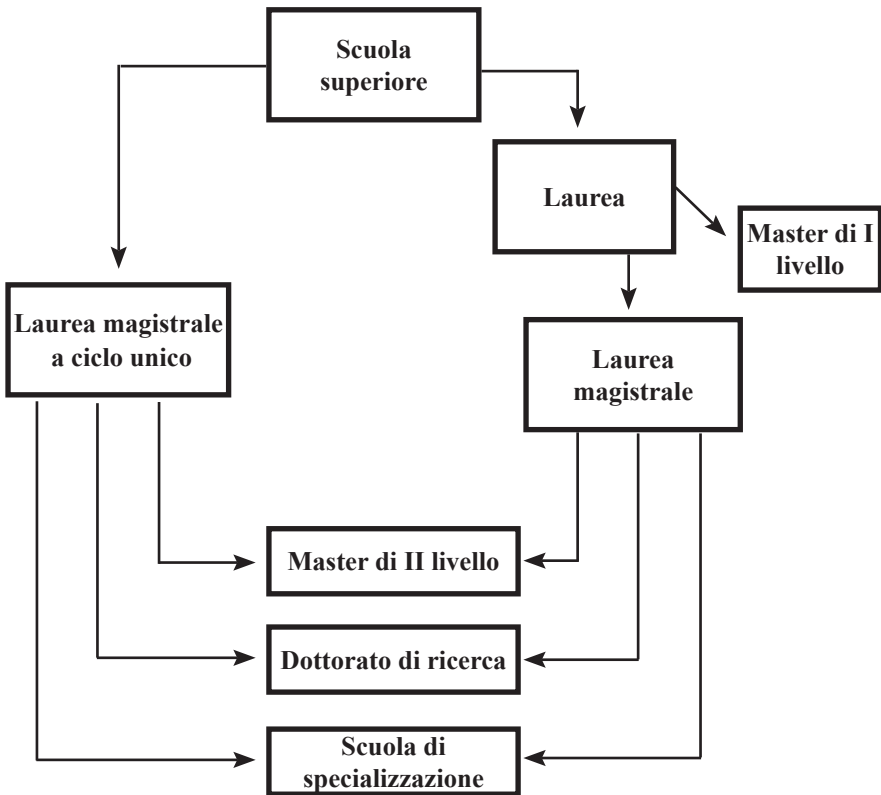 Scuola
superiore
Laurea
Master di I
livello
Laurea magistrale
a ciclo unico
Laurea
magistrale
Master di II livello
Dottorato di ricerca
Scuola di
specializzazione